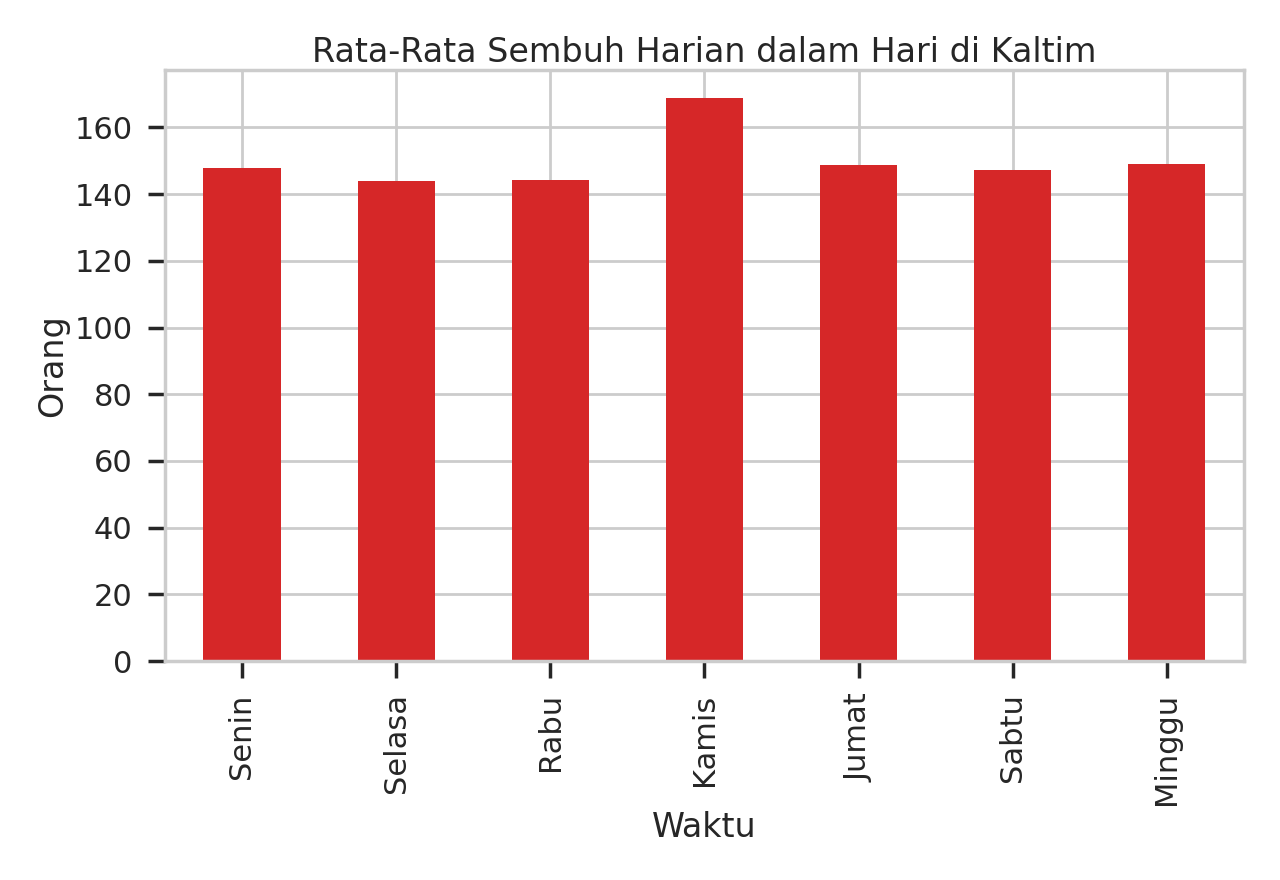 Rata-Rata Sembuh Harian dalam Hari di Kaltim
Orang
160
140
120
100
80
60
40
20
0
Senin
Selasa
Rabu
Kamis
Jumat
Sabtu
Minggu
Waktu